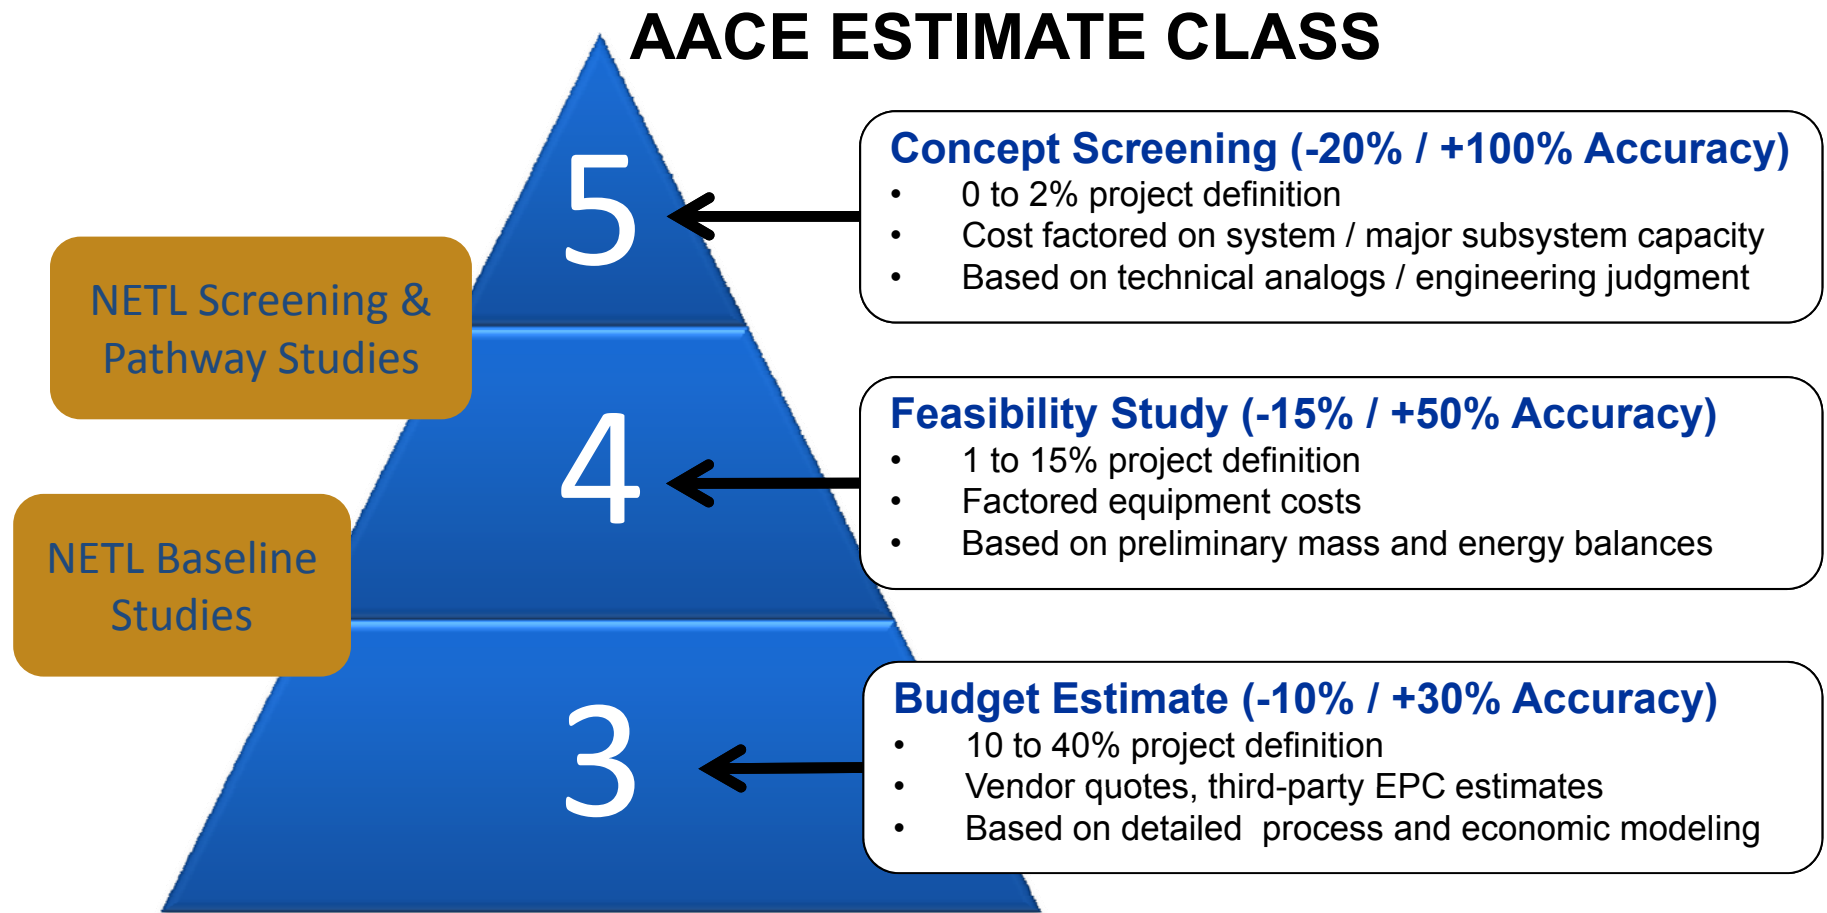 AACE ESTIMATE CLASS
5
Concept Screening (-20% / +100% Accuracy)
• 0 to 2% project definition
• Cost factored on system / major subsystem capacity
• Based on technical analogs / engineering judgment
NETL Screening &
Pathway Studies
4
Feasibility Study (-15% / +50% Accuracy)
• 1 to 15% project definition
• Factored equipment costs
• Based on preliminary mass and energy balances
NETL Baseline
Studies
3
Budget Estimate (-10% / +30% Accuracy)
• 10 to 40% project definition
• Vendor quotes, third-party EPC estimates
• Based on detailed process and economic modeling